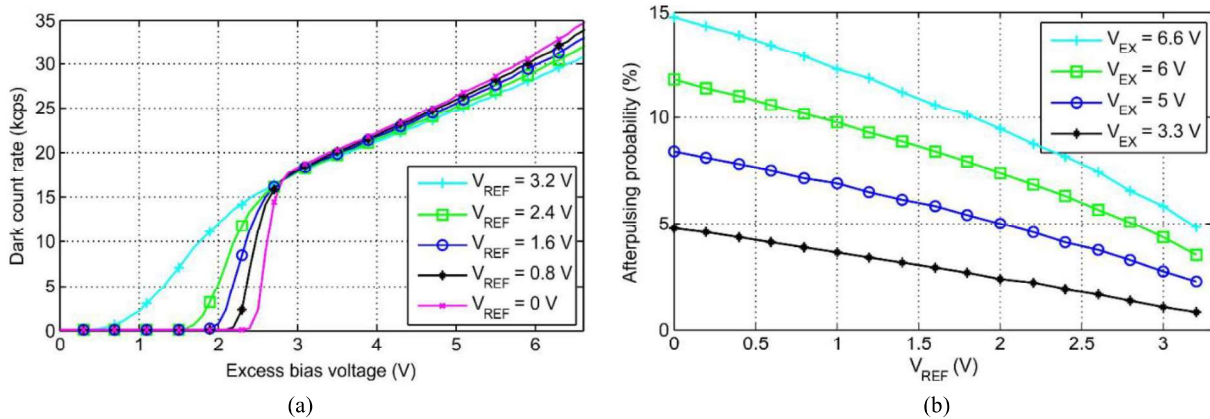 (a)
35
30
25
20
15
10
5
0
Dark count rate (kcps)
0 1 2 3 4 5 6
Excess bias voltage (V)
V_REF = 3.2 V
V_REF = 2.4 V
V_REF = 1.6 V
V_REF = 0.8 V
V_REF = 0 V
(a)
(b)
15
10
5
0
Afterpulsing probability (%)
0 0.5 1 1.5 2 2.5 3
V_REF (V)
V_EX = 6.6 V
V_EX = 6 V
V_EX = 5 V
V_EX = 3.3 V
(b)